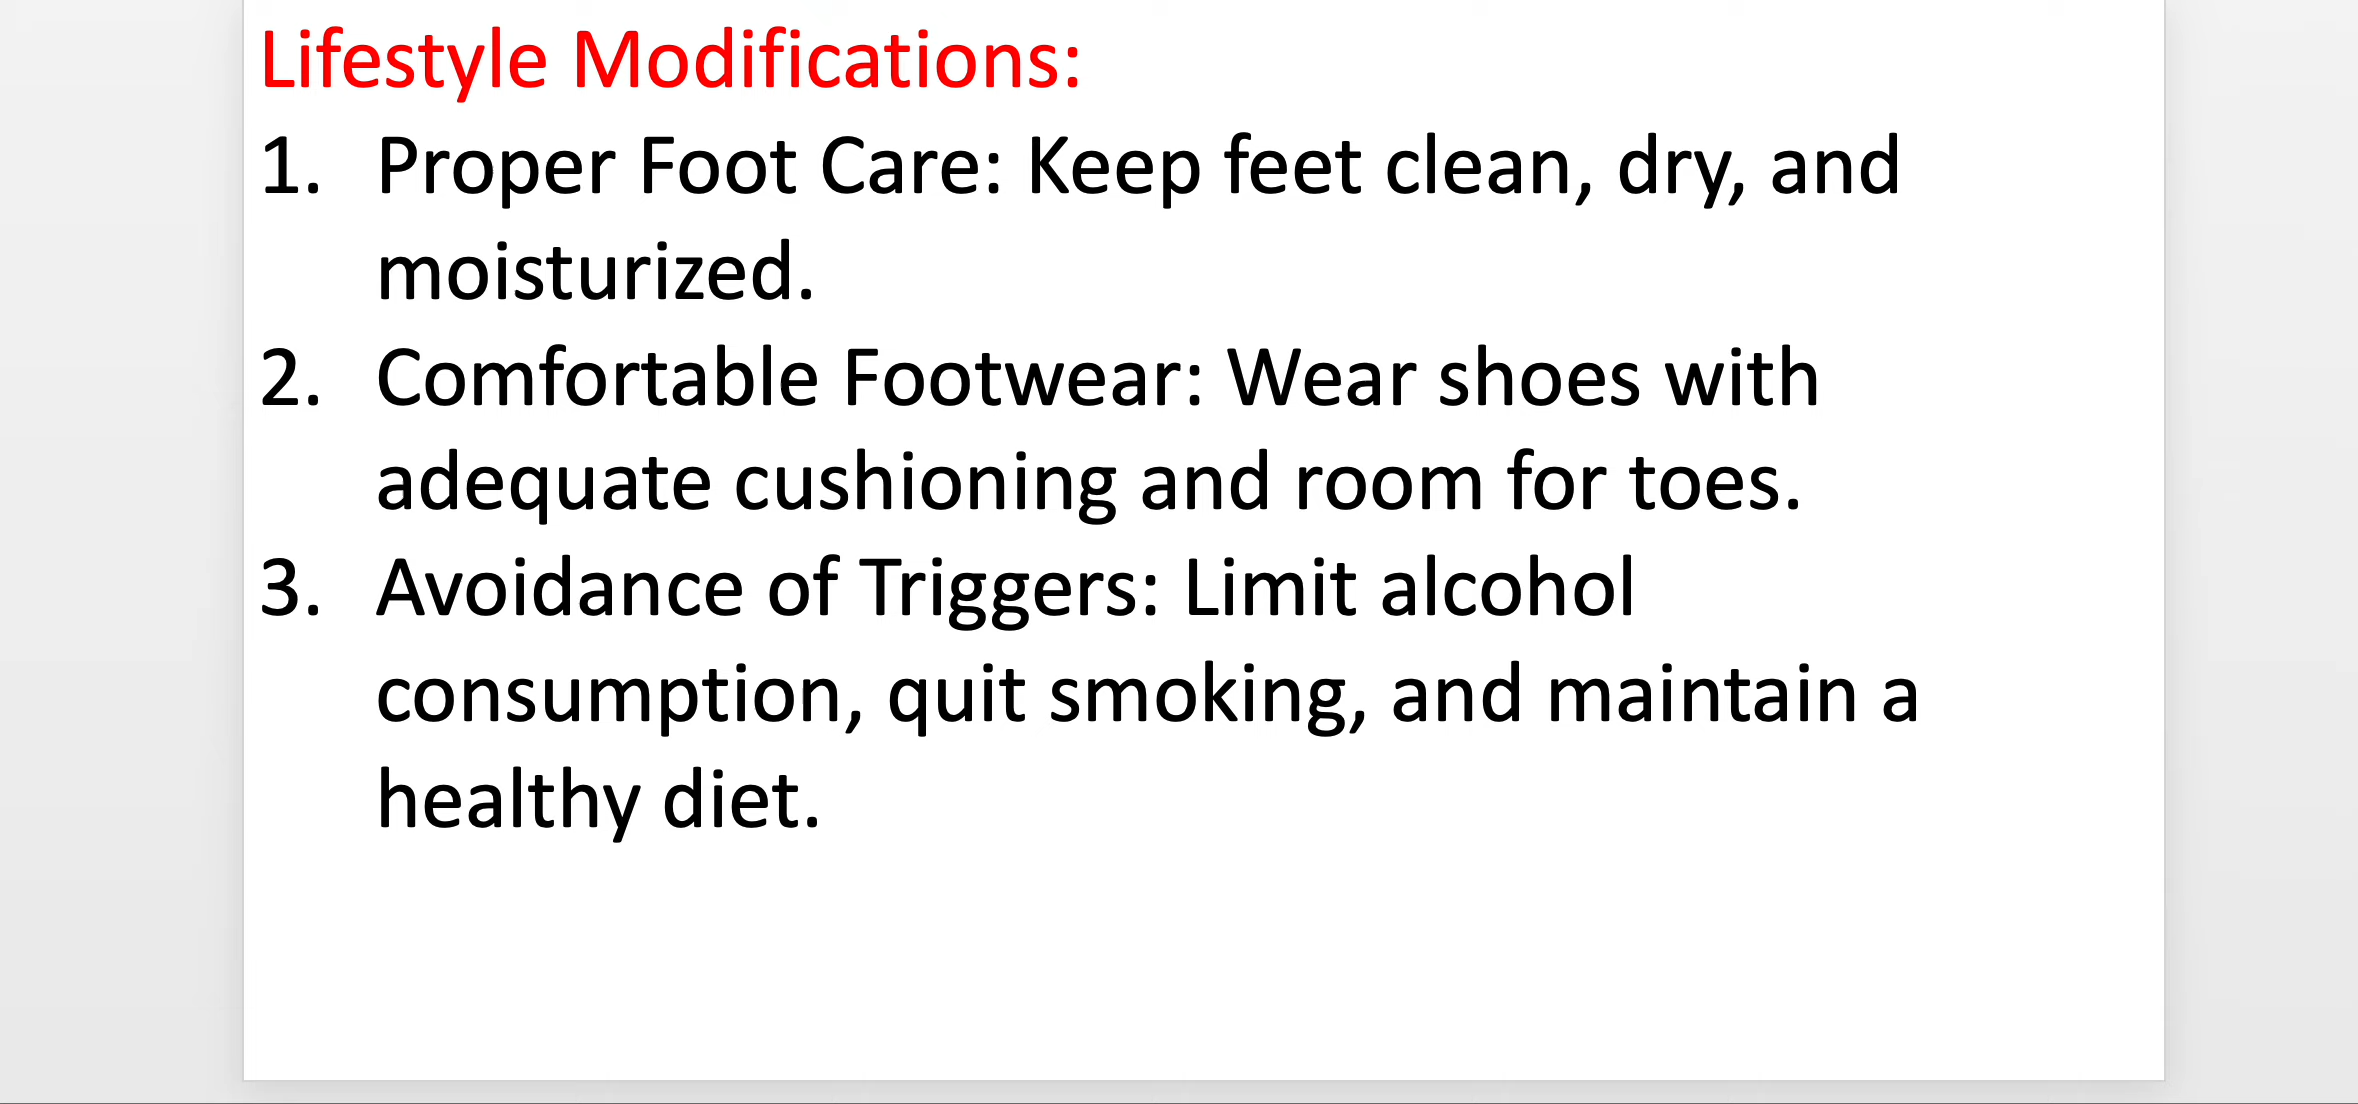 Lifestyle Modifications:
1. Proper Foot Care: Keep feet clean, dry, and
moisturized.
2. Comfortable Footwear: Wear shoes with
adequate cushioning and room for toes.
3. Avoidance of Triggers: Limit alcohol
consumption, quit smoking, and maintain a
healthy diet.